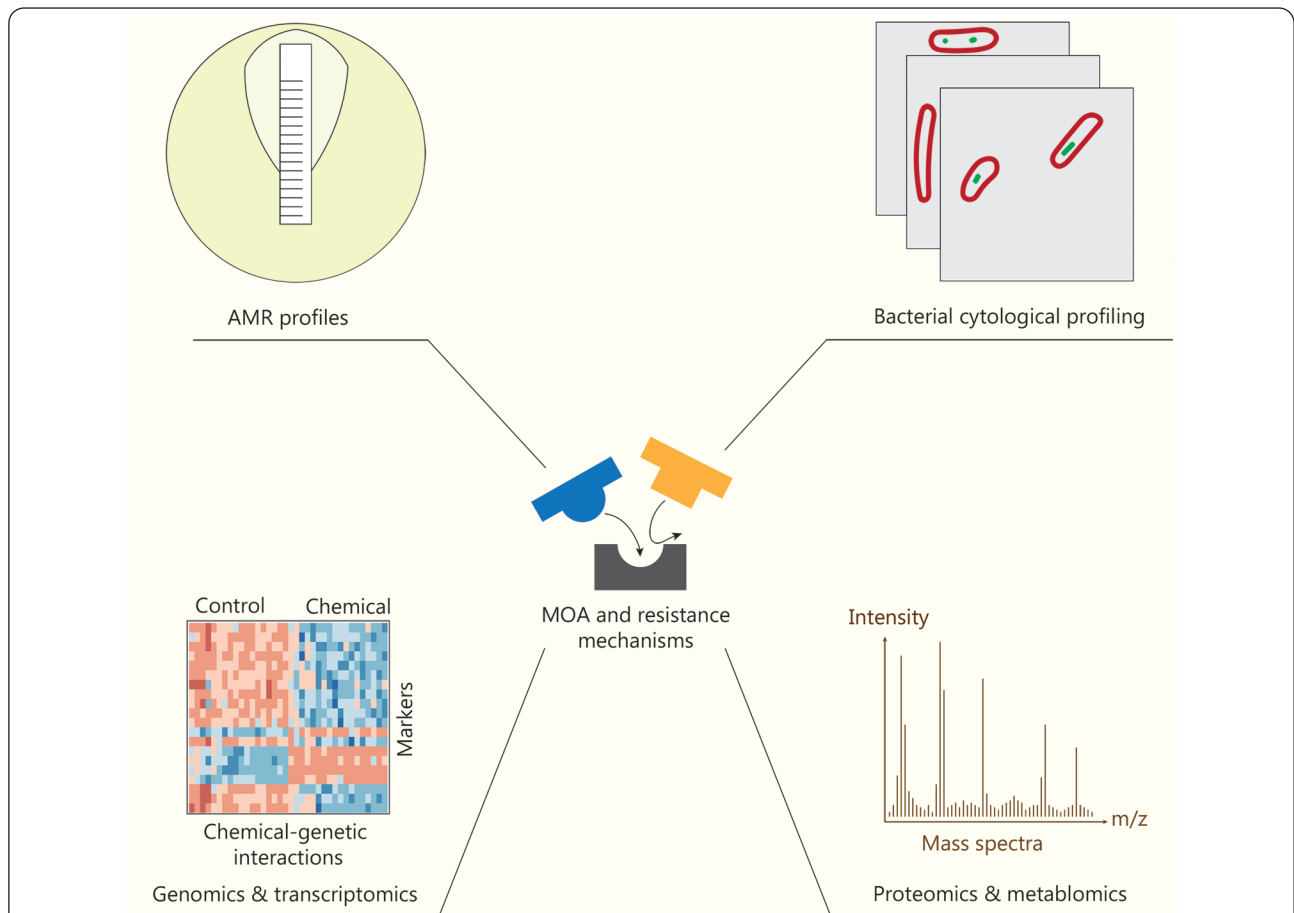 AMR profiles
Bacterial cytological profiling
MOA and resistance
mechanisms
Control
Chemical
Markers
Chemical-genetic
interactions
Genomics & transcriptomics
Intensity
m/z
Mass spectra
Proteomics & metablomics